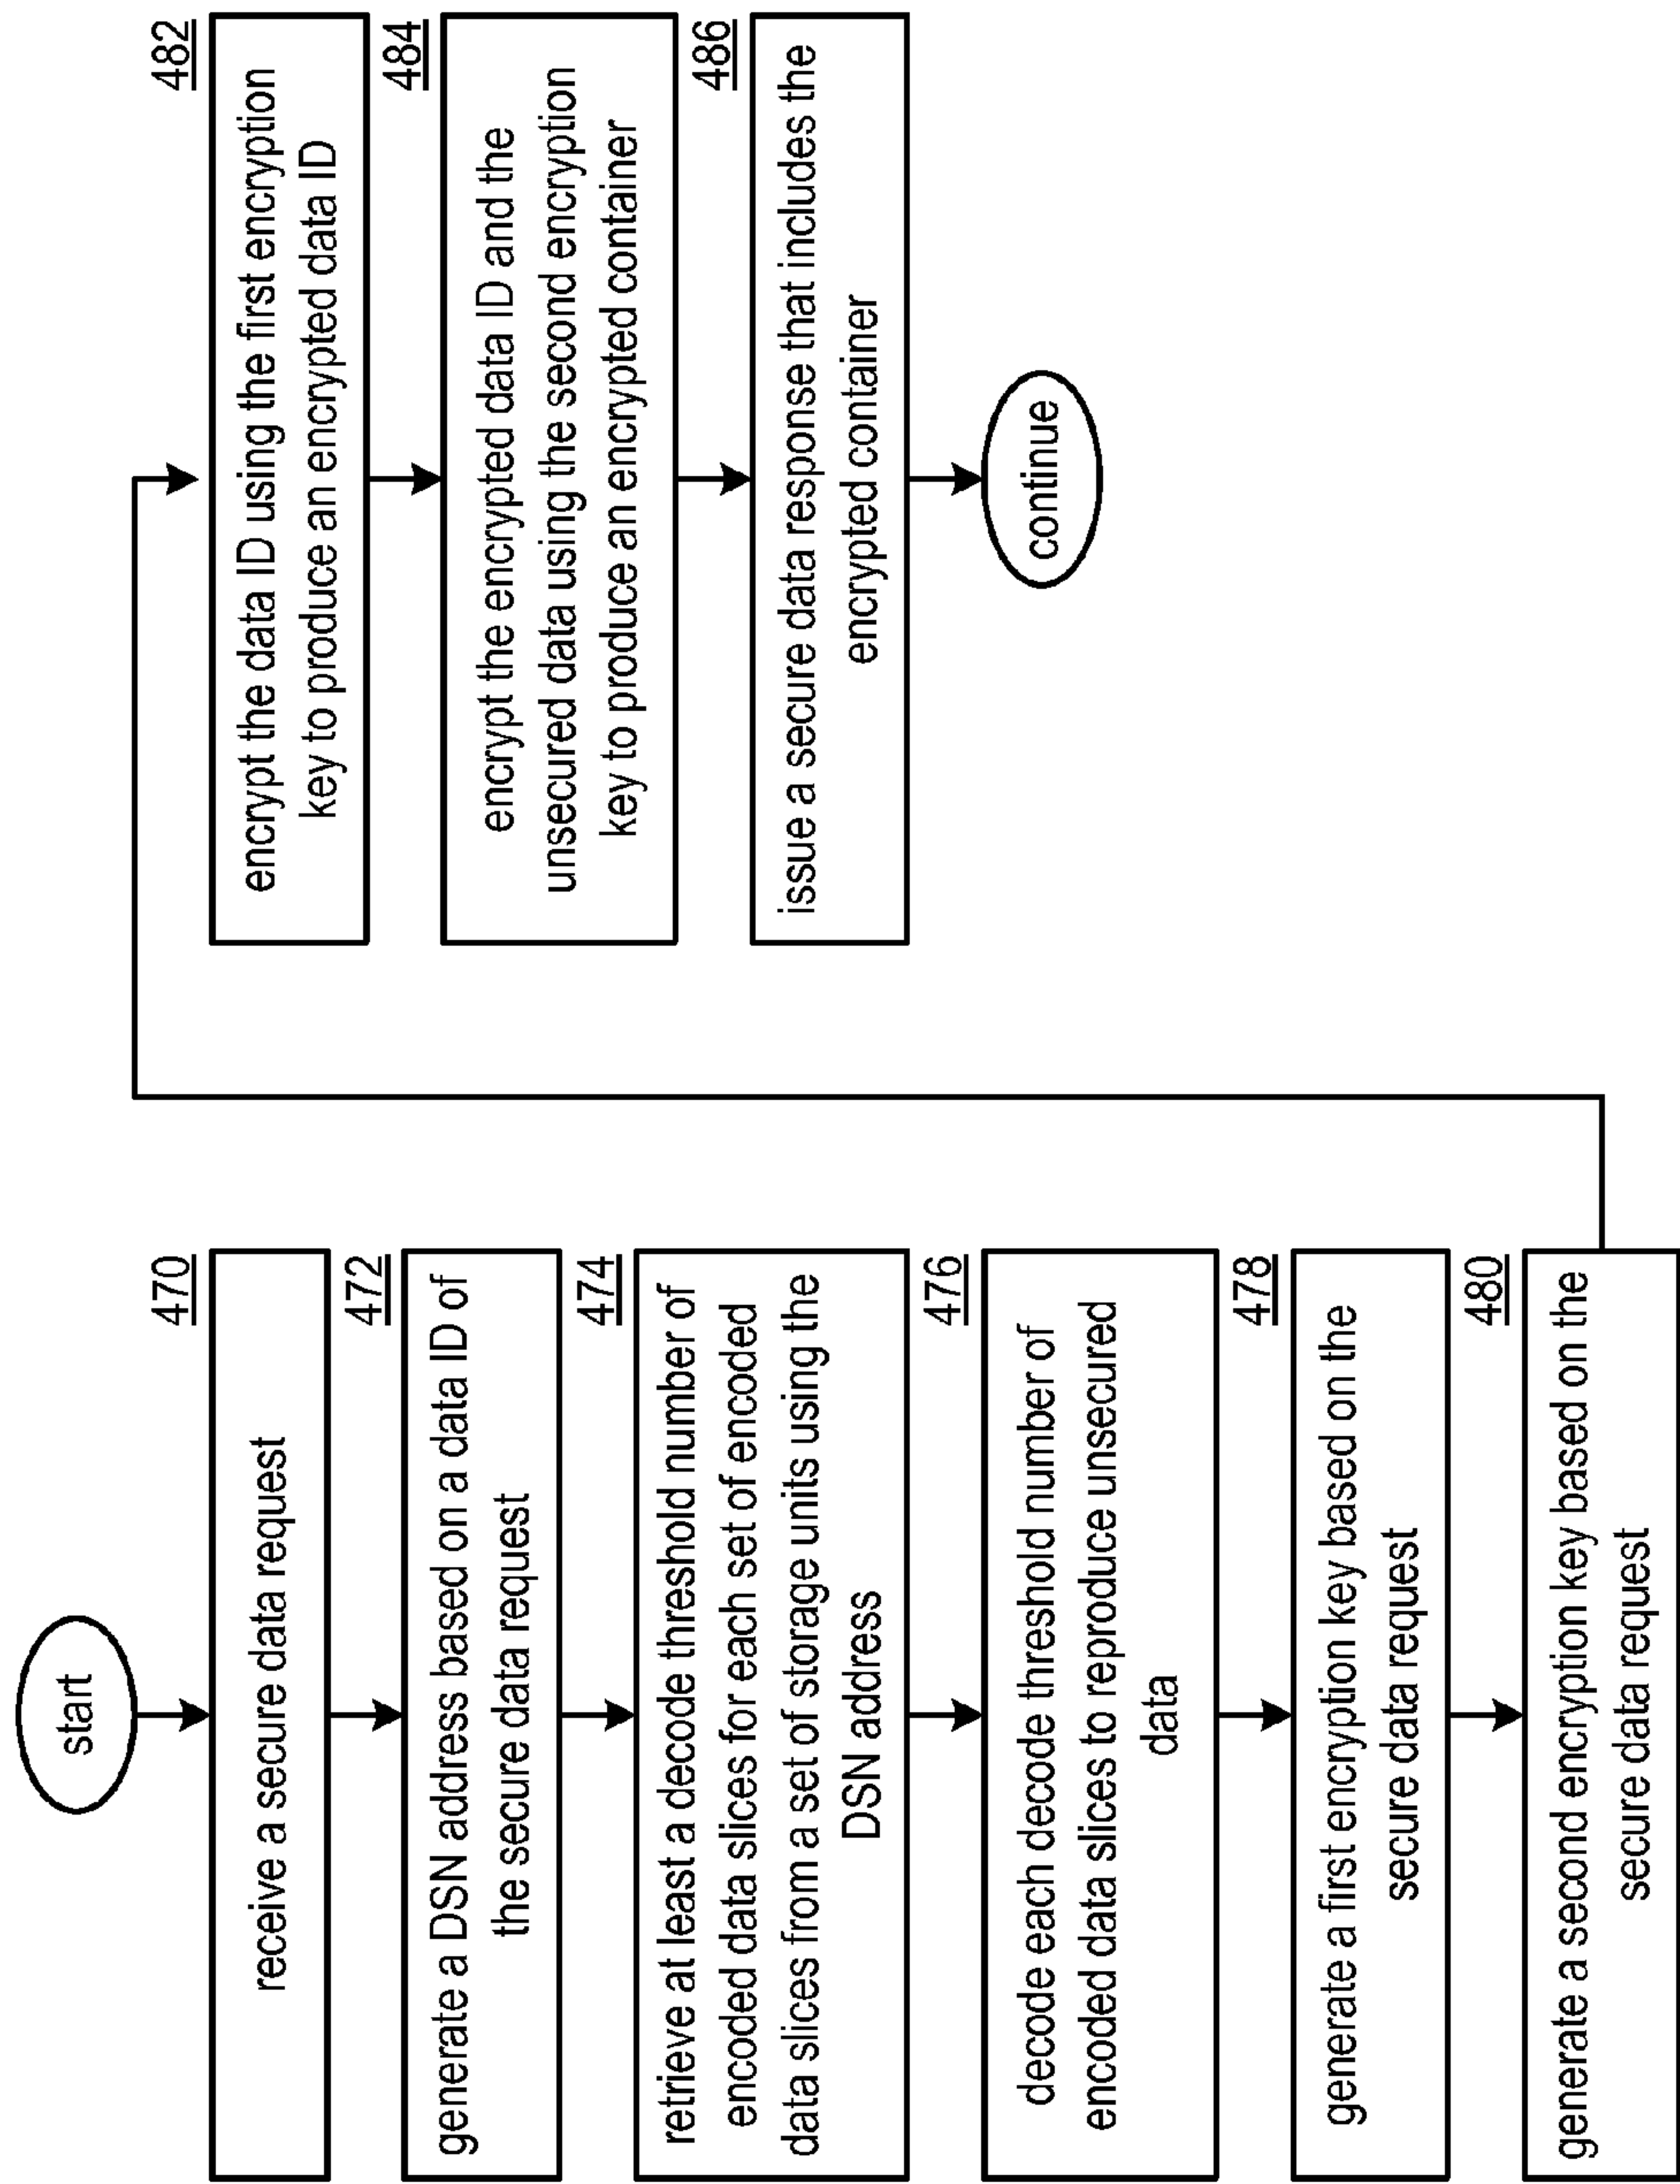 start
470
receive a secure data request
472
generate a DSN address based on a data ID of
the secure data request
474
retrieve at least a decode threshold number of
encoded data slices for each set of encoded
data slices from a set of storage units using the
DSN address
476
decode each decode threshold number of
encoded data slices to reproduce unsecured
data
478
generate a first encryption key based on the
secure data request
480
generate a second encryption key based on the
secure data request
482
encrypt the data ID using the first encryption
key to produce an encrypted data ID
484
encrypt the encrypted data ID and the
unsecured data using the second encryption
key to produce an encrypted container
486
issue a secure data response that includes the
encrypted container
continue